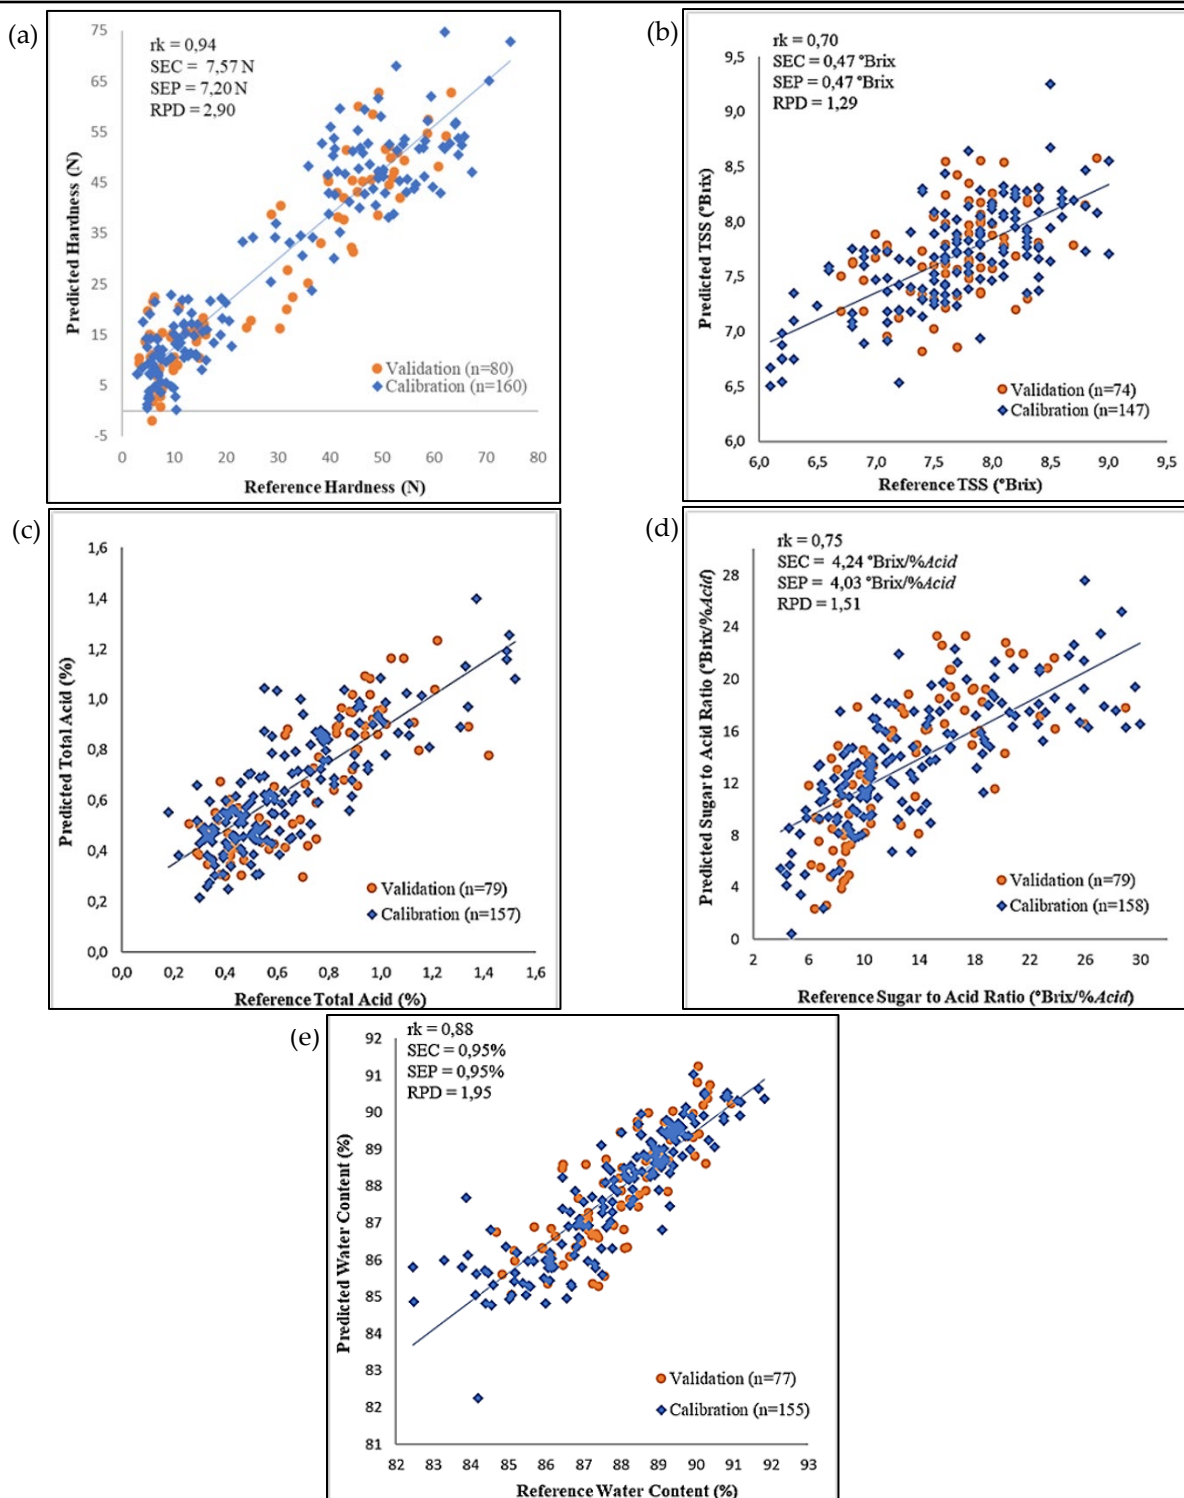 (a)
rk = 0,94
SEC = 7,57 N
SEP = 7,20 N
RPD = 2,90
75
65
55
45
35
25
15
5
-5
Predicted Hardness (N)
Validation (n=80)
Calibration (n=160)
0 10 20 30 40 50 60 70 80
Reference Hardness (N)
(b)
rk = 0,70
SEC = 0,47 °Brix
SEP = 0,47 °Brix
RPD = 1,29
9,5
9,0
8,5
8,0
7,5
7,0
6,5
6,0
Predicted TSS (°Brix)
Validation (n=74)
Calibration (n=147)
6,0 6,5 7,0 7,5 8,0 8,5 9,0 9,5
Reference TSS (°Brix)
(c)
1,6
1,4
1,2
1,0
0,8
0,6
0,4
0,2
0,0
Predicted Total Acid (%)
Validation (n=79)
Calibration (n=157)
0,0 0,2 0,4 0,6 0,8 1,0 1,2 1,4 1,6
Reference Total Acid (%)
(d)
rk = 0,75
SEC = 4,24 °Brix/%Acid
SEP = 4,03 °Brix/%Acid
RPD = 1,51
28
24
20
16
12
8
4
0
Predicted Sugar to Acid Ratio (°Brix/%Acid)
Validation (n=79)
Calibration (n=158)
2 6 10 14 18 22 26 30
Reference Sugar to Acid Ratio (°Brix/%Acid)
(e)
rk = 0,88
SEC = 0,95%
SEP = 0,95%
RPD = 1,95
92
91
90
89
88
87
86
85
84
83
82
81
Predicted Water Content (%)
Validation (n=77)
Calibration (n=155)
82 83 84 85 86 87 88 89 90 91 92 93
Reference Water Content (%)